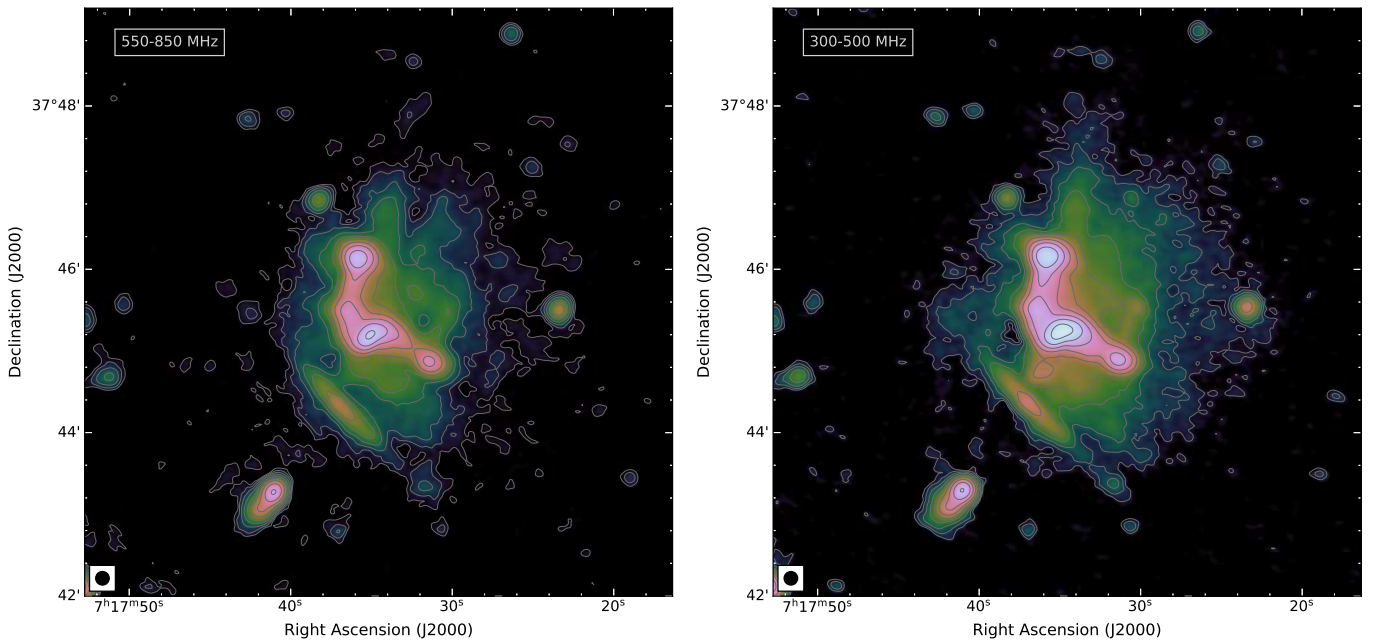 550-850 MHz
37°48'
46'
44'
42'
Declination (J2000)
7ʰ17ᵐ50ˢ
40ˢ
30ˢ
20ˢ
Right Ascension (J2000)
300-500 MHz
37°48'
46'
44'
42'
Declination (J2000)
7ʰ17ᵐ50ˢ
40ˢ
30ˢ
20ˢ
Right Ascension (J2000)